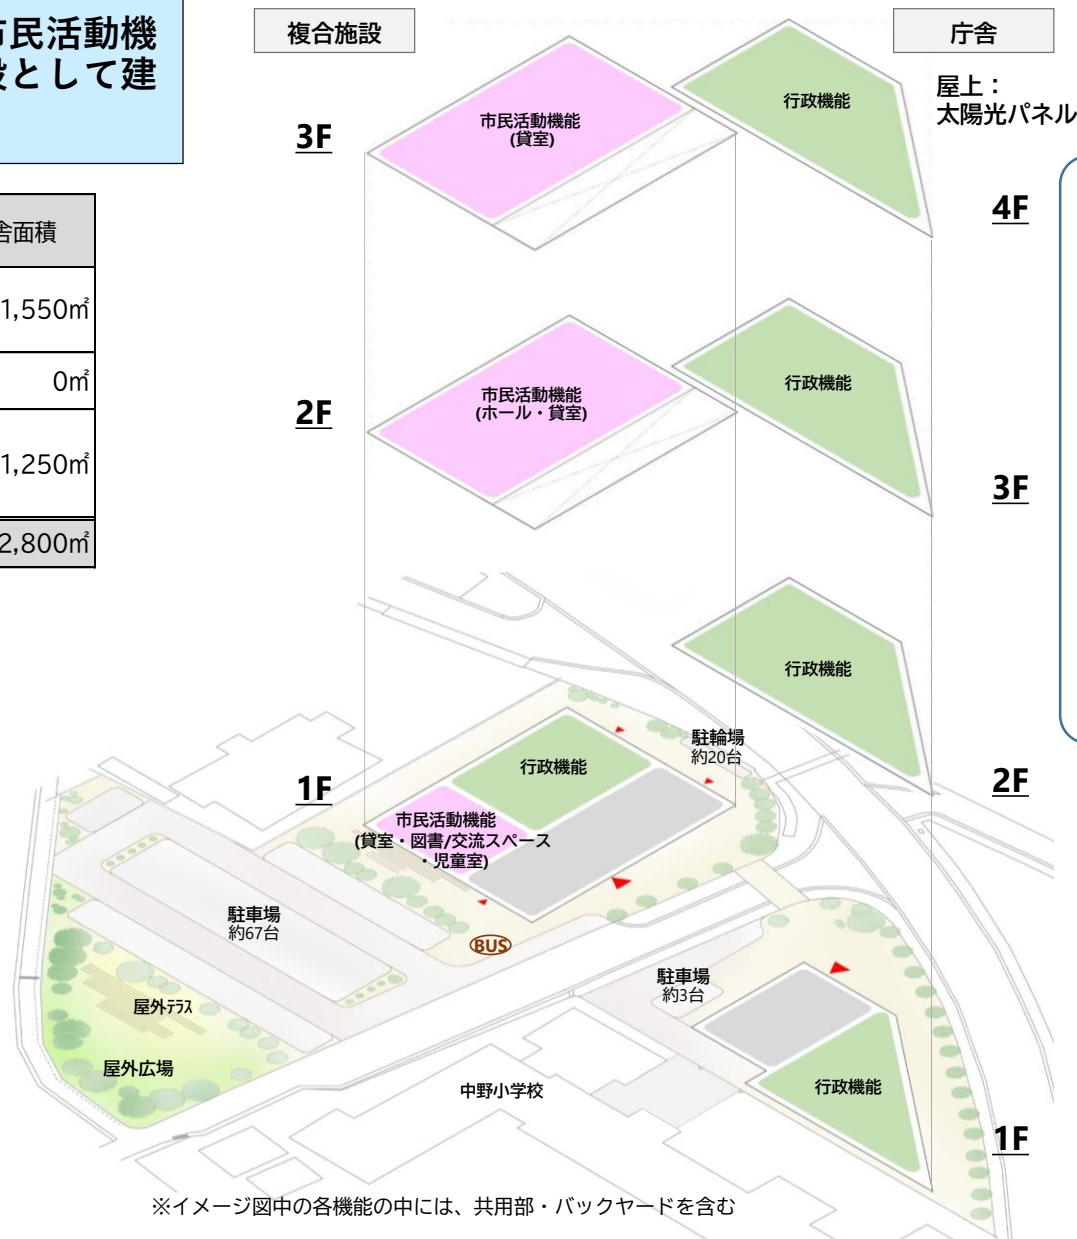 市民活動機
設として建
舎面積
1,550㎡
0㎡
1,250㎡
2,800㎡
複合施設
庁舎
屋上：
太陽光パネル
3F
市民活動機能
(貸室)
行政機能
4F
2F
市民活動機能
(ホール・貸室)
行政機能
3F
行政機能
2F
1F
行政機能
市民活動機能
(貸室・図書/交流スペース
・児童室)
駐輪場
約20台
駐車場
約67台
BUS
駐車場
約3台
屋外テラス
屋外広場
中野小学校
行政機能
1F
※イメージ図中の各機能の中には、共用部・バックヤードを含む